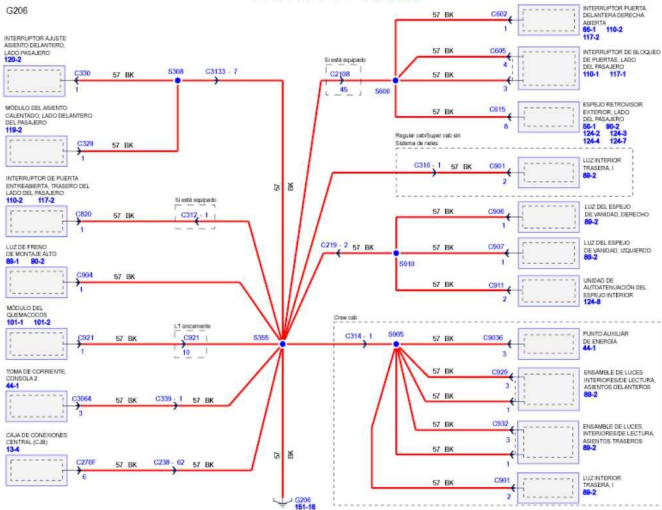 G206
INTERRUPTOR AJUSTE
ASIENTO DELANTERO,
LADO PASAJERO
120-2
C330
1
57 BK
S308
C3133 - 7
MÓDULO DEL ASIENTO
CALENTADO, LADO DELANTERO
DEL PASAJERO
119-2
C329
1
57 BK
INTERRUPTOR DE PUERTA
ENTREABIERTA, TRASERO DEL
LADO DEL PASAJERO
110-2 117-2
C820
1
57 BK
Si está equipado
C312 - 1
LUZ DE FRENO
DE MONTAJE ALTO
89-1 90-2
C904
1
57 BK
MÓDULO DEL
QUEMACOCOS
101-1 101-2
C921
1
57 BK
LT únicamente
C921
10
S355
TOMA DE CORRIENTE,
CONSOLA 2
44-1
C3064
3
57 BK
C339 - 1
57 BK
CAJA DE CONEXIONES
CENTRAL (CJB)
13-4
C270F
6
57 BK
C238 - 62
57 BK
57 BK
57 BK
G206
151-16
Si está equipado
C2108
45
S606
57 BK
C602
1
INTERRUPTOR PUERTA
DELANTERA DERECHA
ABIERTA
66-1 110-2
117-2
57 BK
C605
4
3
INTERRUPTOR DE BLOQUEO
DE PUERTAS, LADO
DEL PASAJERO
110-1 117-1
57 BK
C615
8
ESPEJO RETROVISOR
EXTERIOR, LADO
DEL PASAJERO
56-1 90-2
124-2 124-3
124-4 124-7
Regular cab/Super cab sin
Sistema de rieles
C316 - 1
57 BK
C901
2
LUZ INTERIOR
TRASERA, I
89-2
C219 - 2
57 BK
S910
57 BK
C906
1
LUZ DEL ESPEJO
DE VANIDAD, DERECHO
89-2
57 BK
C907
1
LUZ DEL ESPEJO
DE VANIDAD, IZQUIERDO
89-2
57 BK
C911
2
UNIDAD DE
AUTOATENUACIÓN DEL
ESPEJO INTERIOR
124-8
Crew cab
C314 - 1
S905
57 BK
C9036
3
PUNTO AUXILIAR
DE ENERGÍA
44-1
57 BK
C929
3
57 BK
1
ENSAMBLE DE LUCES
INTERIORES/DE LECTURA,
ASIENTOS DELANTEROS
89-2
57 BK
C932
3
57 BK
1
ENSAMBLE DE LUCES
INTERIORES/DE LECTURA,
ASIENTOS TRASEROS
89-2
57 BK
C901
2
LUZ INTERIOR
TRASERA, I
89-2